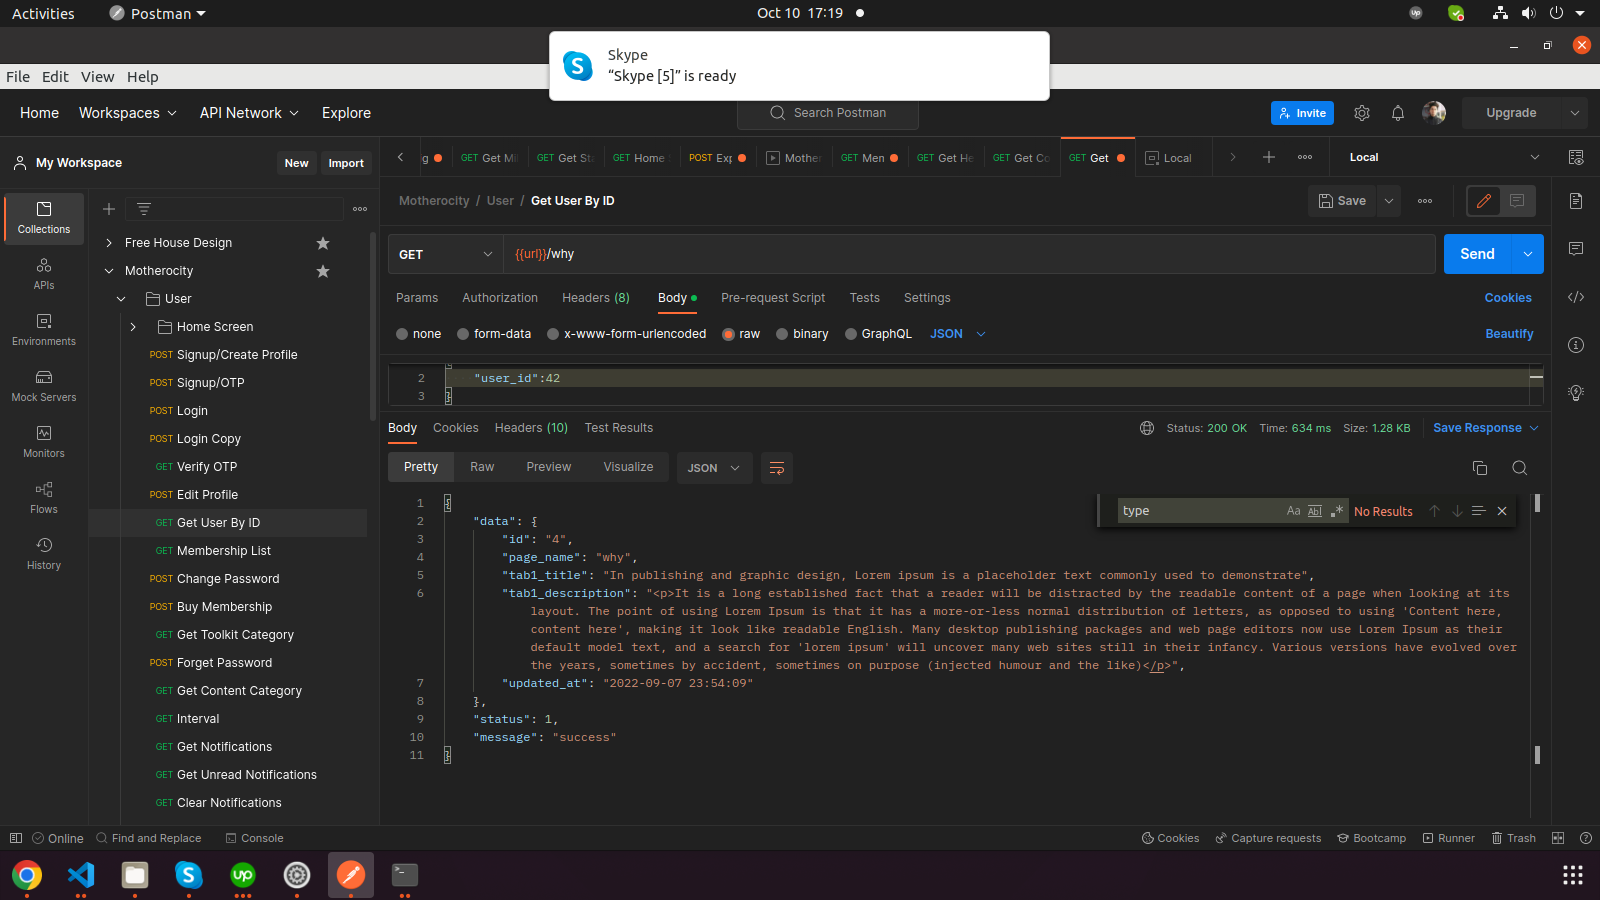 Activities Postman Oct 10 17:19
Skype
“Skype [5]” is ready
File Edit View Help
Home Workspaces API Network Explore Search Postman Invite Upgrade
My Workspace New Import
GET Get Mi GET Get Sta GET Home POST Exp Mother GET Mem GET Get He GET Get Co GET Get Local Local
Motherocity / User / Get User By ID Save
GET {{url}}/why Send
Params Authorization Headers (8) Body Pre-request Script Tests Settings Cookies
none form-data x-www-form-urlencoded raw binary GraphQL JSON Beautify
2 "user_id":42
3 }
Body Cookies Headers (10) Test Results Status: 200 OK Time: 634 ms Size: 1.28 KB Save Response
Pretty Raw Preview Visualize JSON
type Aa Abl .* No Results
1 {
2 "data": {
3 "id": "4",
4 "page_name": "why",
5 "tab1_title": "In publishing and graphic design, Lorem ipsum is a placeholder text commonly used to demonstrate",
6 "tab1_description": "<p>It is a long established fact that a reader will be distracted by the readable content of a page when looking at its
layout. The point of using Lorem Ipsum is that it has a more-or-less normal distribution of letters, as opposed to using 'Content here,
content here', making it look like readable English. Many desktop publishing packages and web page editors now use Lorem Ipsum as their
default model text, and a search for 'lorem ipsum' will uncover many web sites still in their infancy. Various versions have evolved over
the years, sometimes by accident, sometimes on purpose (injected humour and the like)</p>",
7 "updated_at": "2022-09-07 23:54:09"
8 },
9 "status": 1,
10 "message": "success"
11 }
Collections
APIs
Environments
Mock Servers
Monitors
Flows
History
Free House Design
Motherocity
User
Home Screen
POST Signup/Create Profile
POST Signup/OTP
POST Login
POST Login Copy
GET Verify OTP
POST Edit Profile
GET Get User By ID
GET Membership List
POST Change Password
POST Buy Membership
GET Get Toolkit Category
POST Forget Password
GET Get Content Category
GET Interval
GET Get Notifications
GET Get Unread Notifications
GET Clear Notifications
Online Find and Replace Console Cookies Capture requests Bootcamp Runner Trash